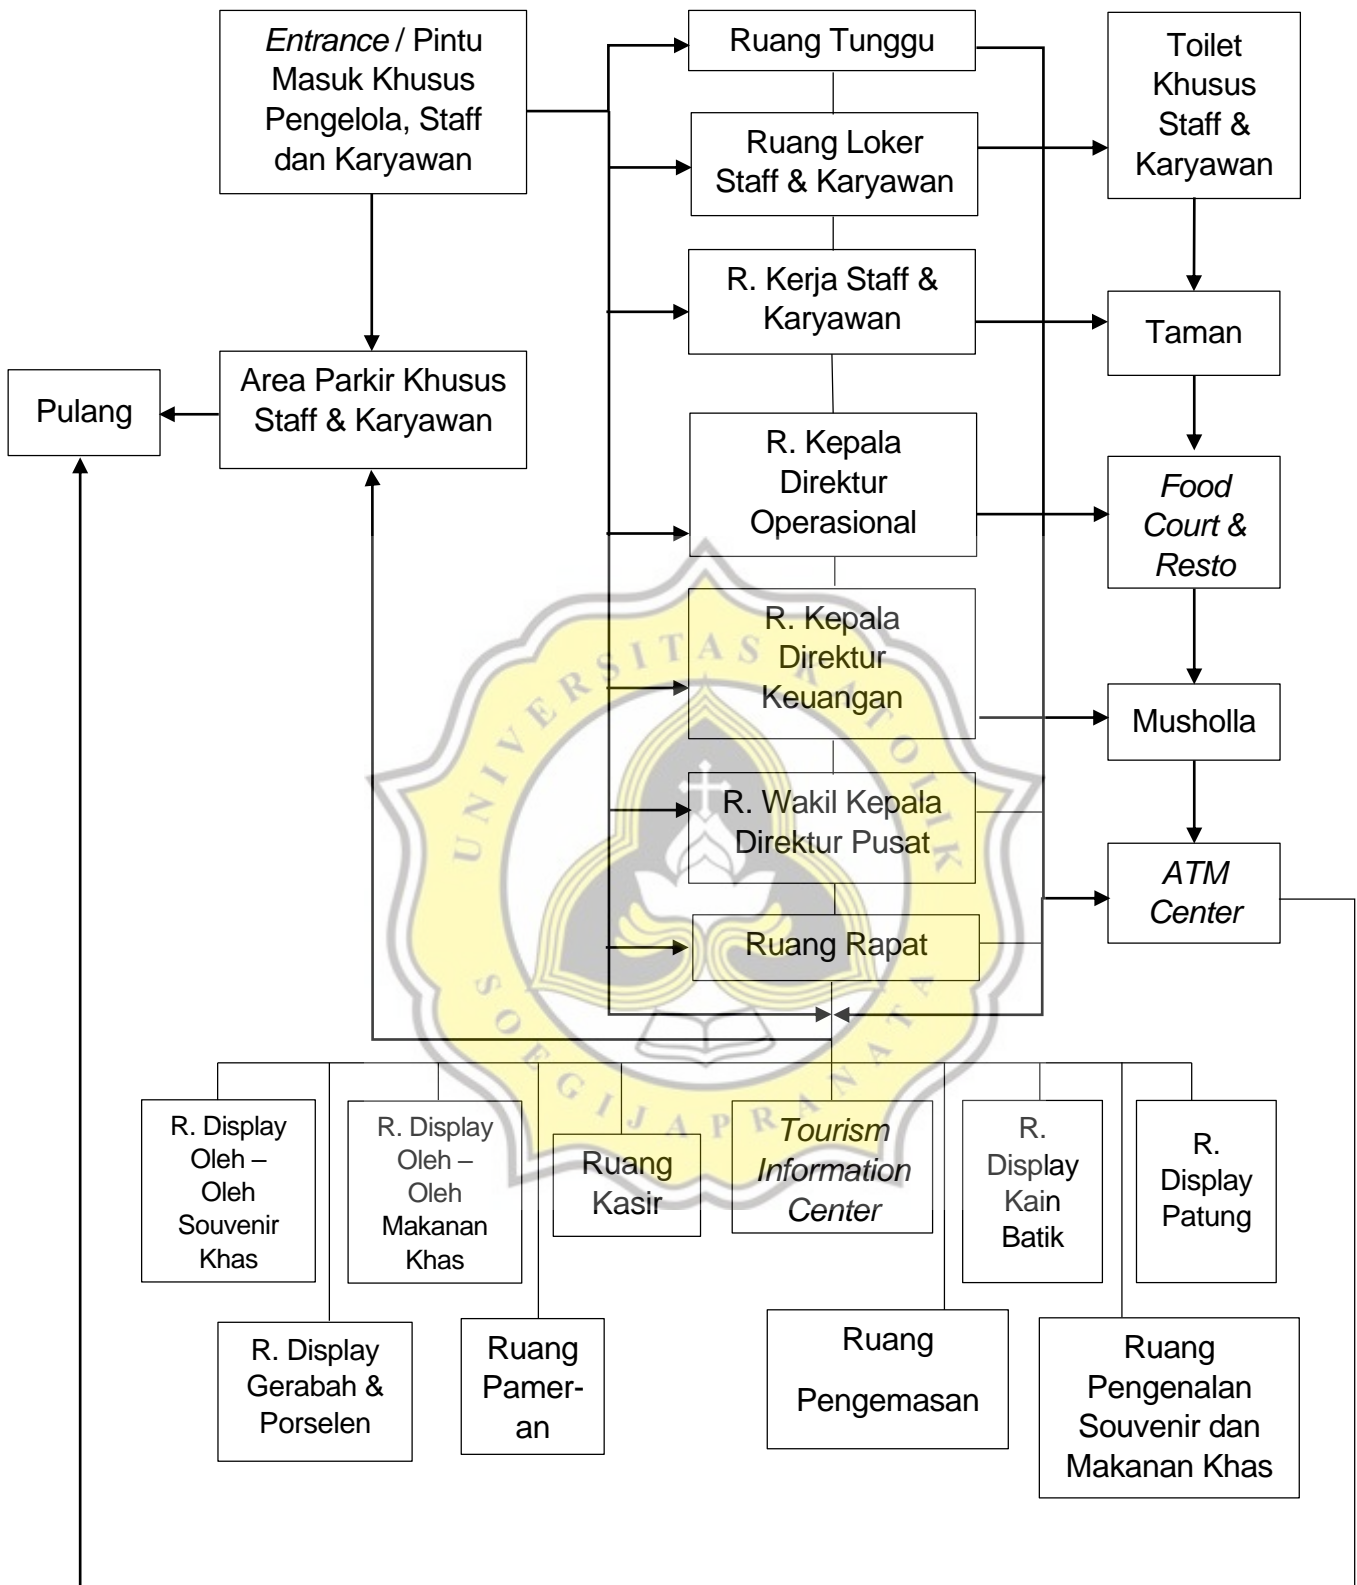 Entrance / Pintu
Masuk Khusus
Pengelola, Staff
dan Karyawan
Ruang Tunggu
Toilet
Khusus
Staff &
Karyawan
Ruang Loker
Staff & Karyawan
R. Kerja Staff &
Karyawan
Taman
Pulang
Area Parkir Khusus
Staff & Karyawan
R. Kepala
Direktur
Operasional
Food
Court &
Resto
R. Kepala
Direktur
Keuangan
Musholla
R. Wakil Kepala
Direktur Pusat
ATM
Center
Ruang Rapat
UNIVERSITAS KATOLIK
SOEGIJAPRANATA
R. Display
Oleh –
Oleh
Souvenir
Khas
R. Display
Oleh –
Oleh
Makanan
Khas
Ruang
Kasir
Tourism
Information
Center
R.
Display
Kain
Batik
R.
Display
Patung
R. Display
Gerabah &
Porselen
Ruang
Pamer-
an
Ruang
Pengemasan
Ruang
Pengenalan
Souvenir dan
Makanan Khas